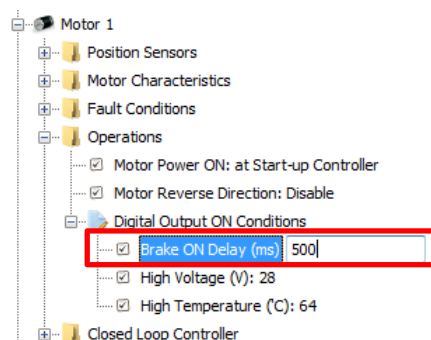 Motor 1
Position Sensors
Motor Characteristics
Fault Conditions
Operations
Motor Power ON: at Start-up Controller
Motor Reverse Direction: Disable
Digital Output ON Conditions
Brake ON Delay (ms) 500
High Voltage (V): 28
High Temperature (˚C): 64
Closed Loop Controller